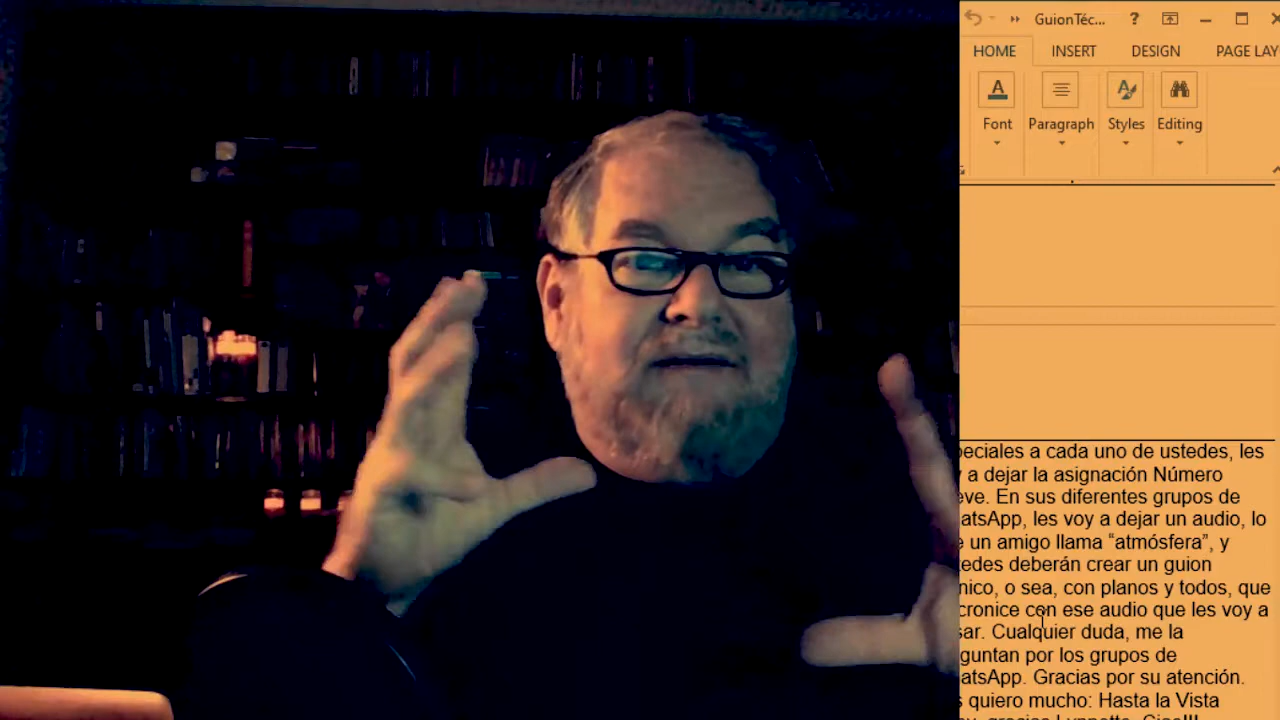 GuionTéc... ?
HOME INSERT DESIGN PAGE LAY
Font Paragraph Styles Editing
peciales a cada uno de ustedes, les
a dejar la asignación Número
eve. En sus diferentes grupos de
atsApp, les voy a dejar un audio, lo
e un amigo llama “atmósfera”, y
tedes deberán crear un guion
nico, o sea, con planos y todos, que
cronice con ese audio que les voy a
sar. Cualquier duda, me la
guntan por los grupos de
atsApp. Gracias por su atención.
s quiero mucho: Hasta la Vista